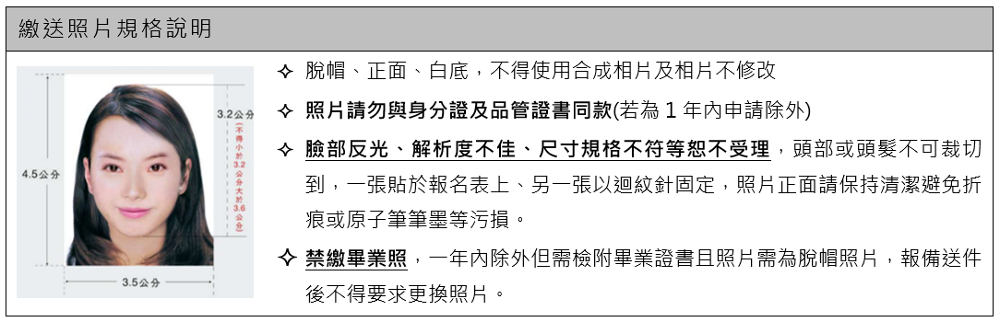 繳送照片規格說明
4.5公分
3.2公分
(不得小於3.2公分大於3.6公分)
3.5公分
✧ 脫帽、正面、白底，不得使用合成相片及相片不修改
✧ 照片請勿與身分證及品管證書同款(若為 1 年內申請除外)
✧ 臉部反光、解析度不佳、尺寸規格不符等恕不受理，頭部或頭髮不可裁切
到，一張貼於報名表上、另一張以迴紋針固定，照片正面請保持清潔避免折
痕或原子筆筆墨等污損。
✧ 禁繳畢業照，一年內除外但需檢附畢業證書且照片需為脫帽照片，報備送件
後不得要求更換照片。